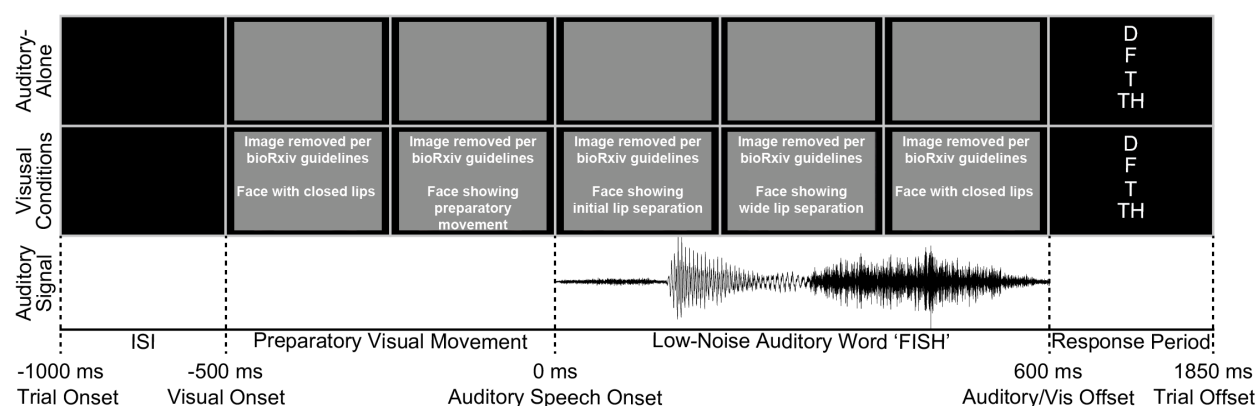 Auditory-
Alone
D
F
T
TH
Visusal
Conditions
Image removed per
bioRxiv guidelines
Face with closed lips
Image removed per
bioRxiv guidelines
Face showing
preparatory
movement
Image removed per
bioRxiv guidelines
Face showing
initial lip separation
Image removed per
bioRxiv guidelines
Face showing
wide lip separation
Image removed per
bioRxiv guidelines
Face with closed lips
D
F
T
TH
Auditory
Signal
ISI
Preparatory Visual Movement
Low-Noise Auditory Word ‘FISH’
Response Period
-1000 ms
Trial Onset
-500 ms
Visual Onset
0 ms
Auditory Speech Onset
600 ms
Auditory/Vis Offset
1850 ms
Trial Offset